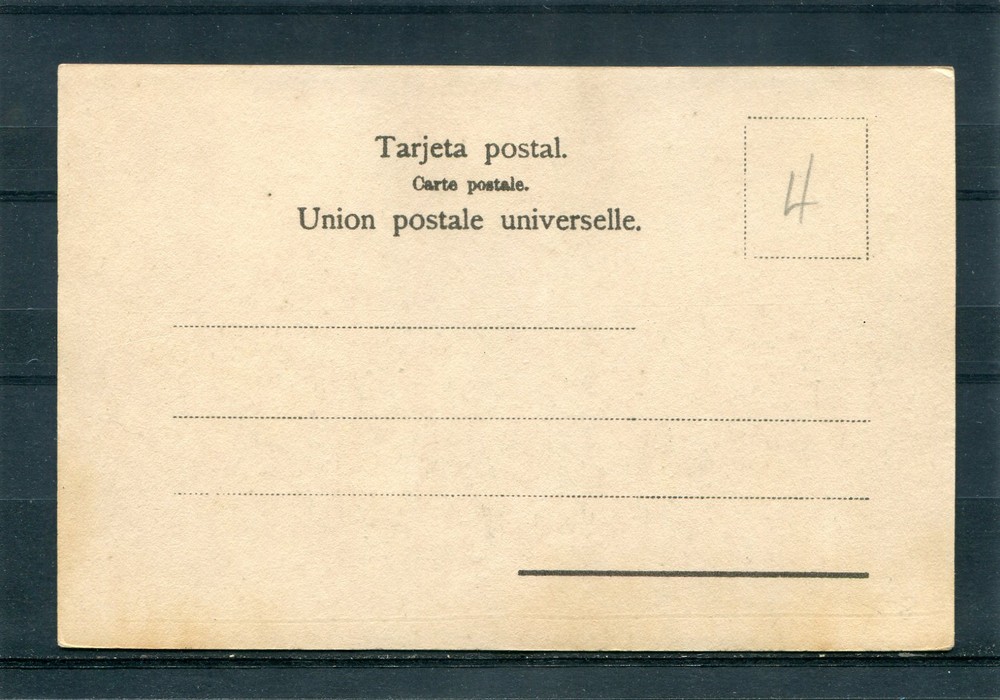 Tarjeta postal.
Carte postale.
Union postale universelle.
4